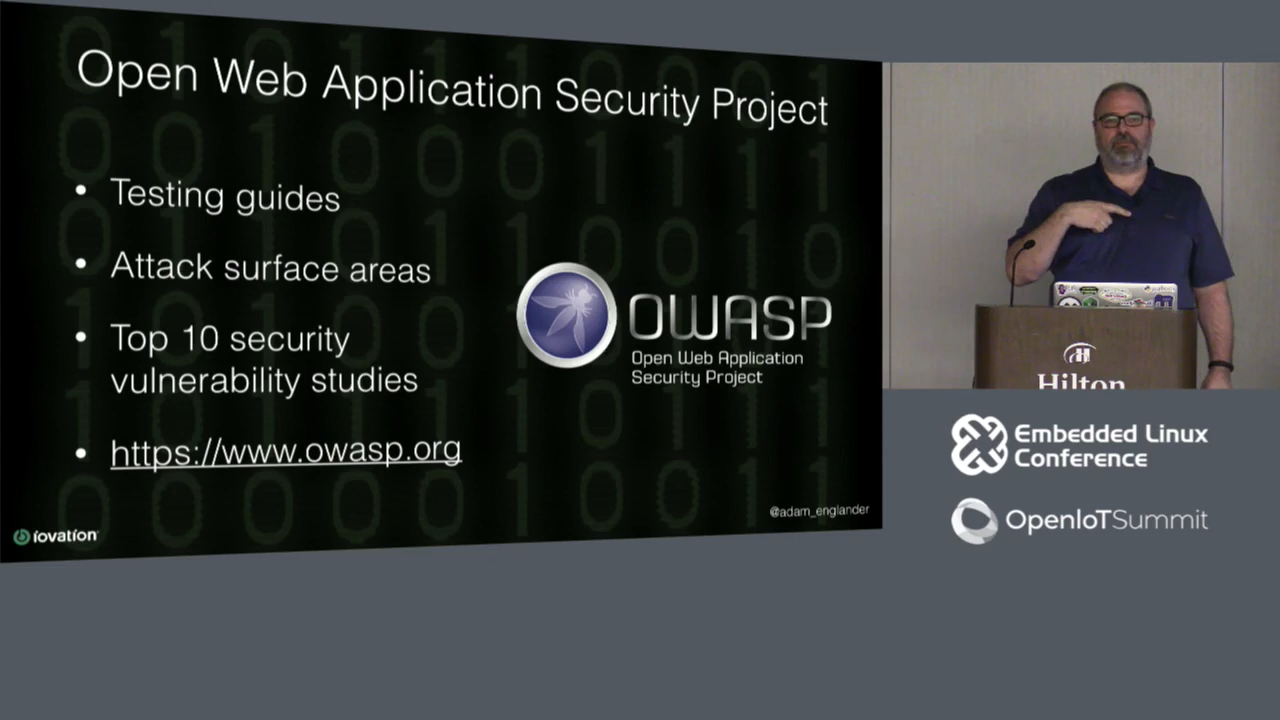 Open Web Application Security Project
• Testing guides
• Attack surface areas
• Top 10 security
vulnerability studies
• https://www.owasp.org
OWASP
Open Web Application
Security Project
@adam_englander
iovation
Hilton
Embedded Linux
Conference
OpenIoTSummit